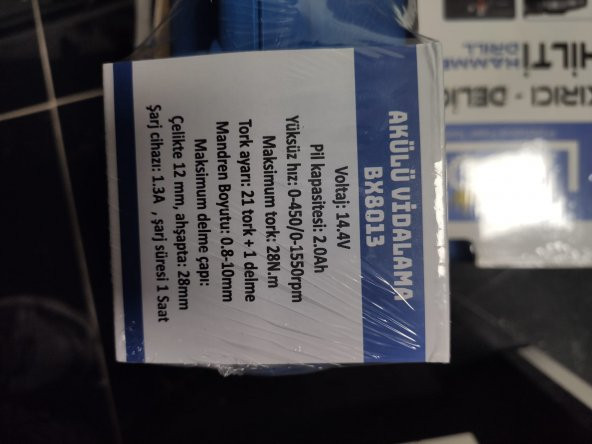 AKÜLÜ VİDALAMA
BX8013
Voltaj: 14.4V
Pil kapasitesi: 2.0Ah
Yüksüz hız: 0-450/0-1550rpm
Maksimum tork: 28N.m
Tork ayarı: 21 tork + 1 delme
Mandren Boyutu: 0.8-10mm
Maksimum delme çapı:
Çelikte 12 mm, ahşapta: 28mm
Şarj cihazı: 1.3A , şarj süresi 1 Saat
HİLTİ
HAMME
DRILL
KIRICI - DELİC